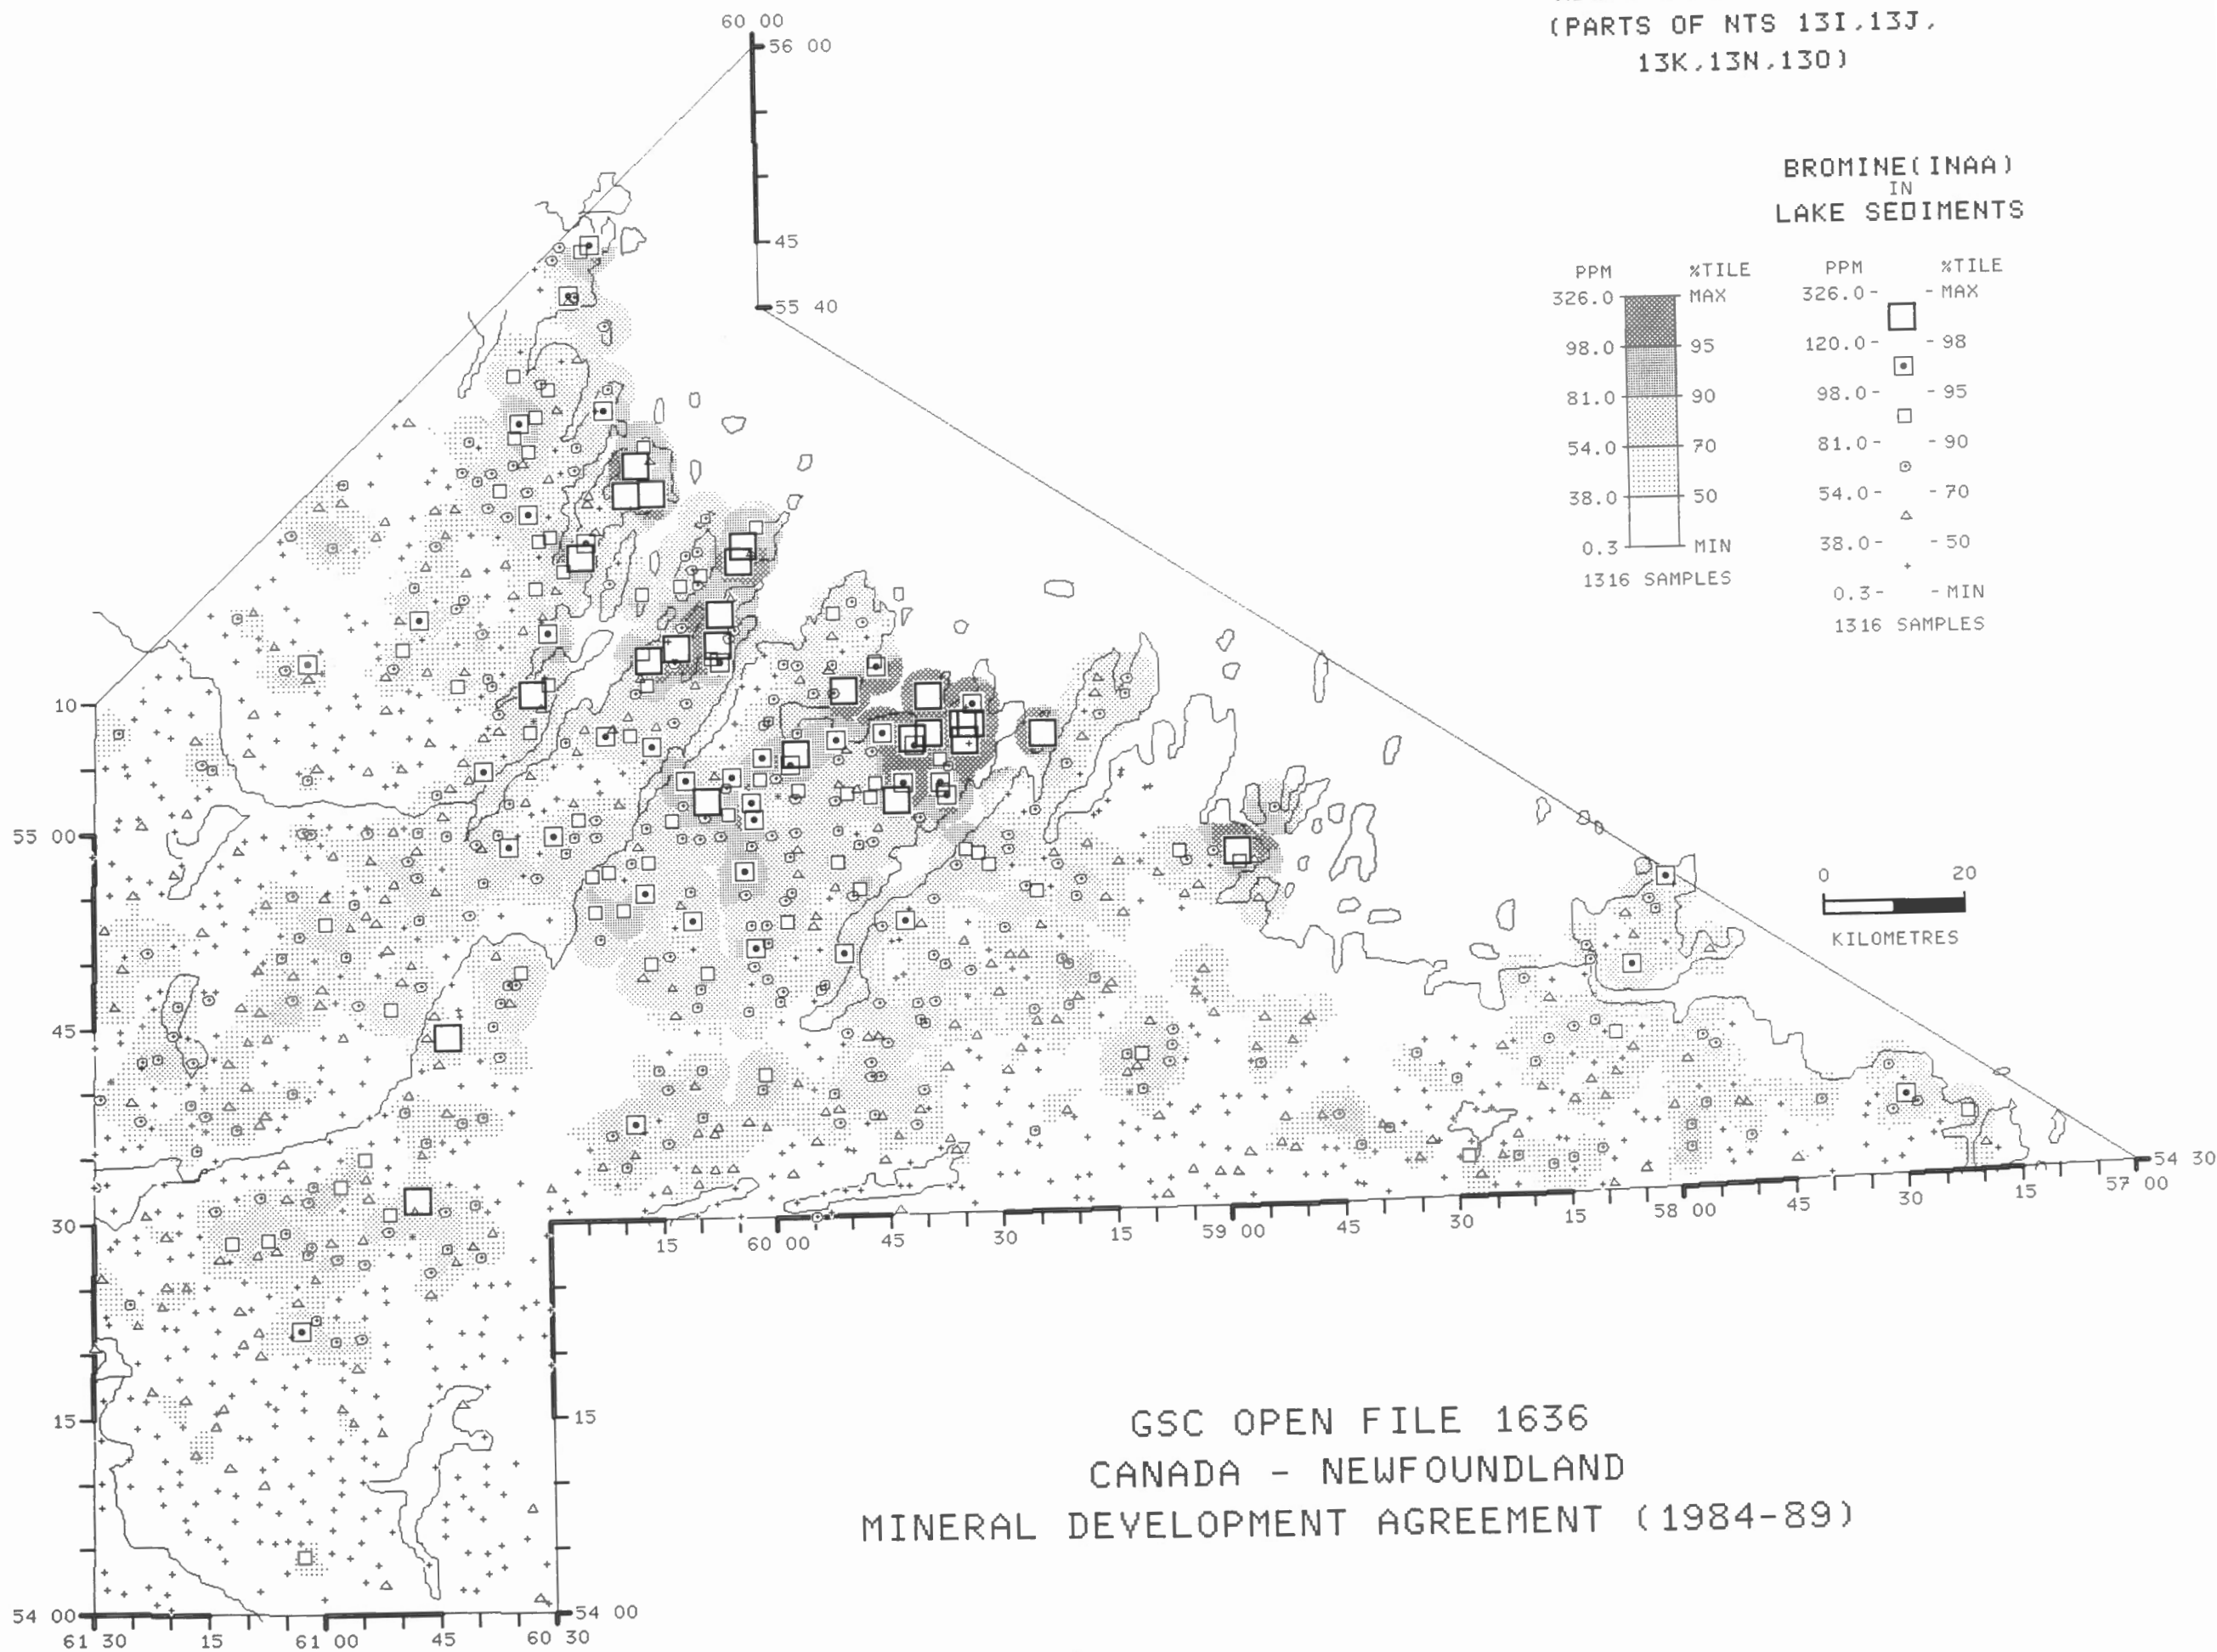 (PARTS OF NTS 13I,13J,
13K,13N,13O)
BROMINE(INAA)
IN
LAKE SEDIMENTS
PPM %TILE
326.0 MAX
98.0 95
81.0 90
54.0 70
38.0 50
0.3 MIN
1316 SAMPLES
PPM %TILE
326.0- - MAX
120.0- - 98
98.0- - 95
81.0- - 90
54.0- - 70
38.0- - 50
0.3- - MIN
1316 SAMPLES
60 00
56 00
45
55 40
10
55 00
45
30
15
54 00
61 30
15
61 00
45
60 30
54 00
15
15
60 00
45
30
15
59 00
45
30
15
58 00
45
30
15
57 00
54 30
0 20
KILOMETRES
GSC OPEN FILE 1636
CANADA - NEWFOUNDLAND
MINERAL DEVELOPMENT AGREEMENT (1984-89)